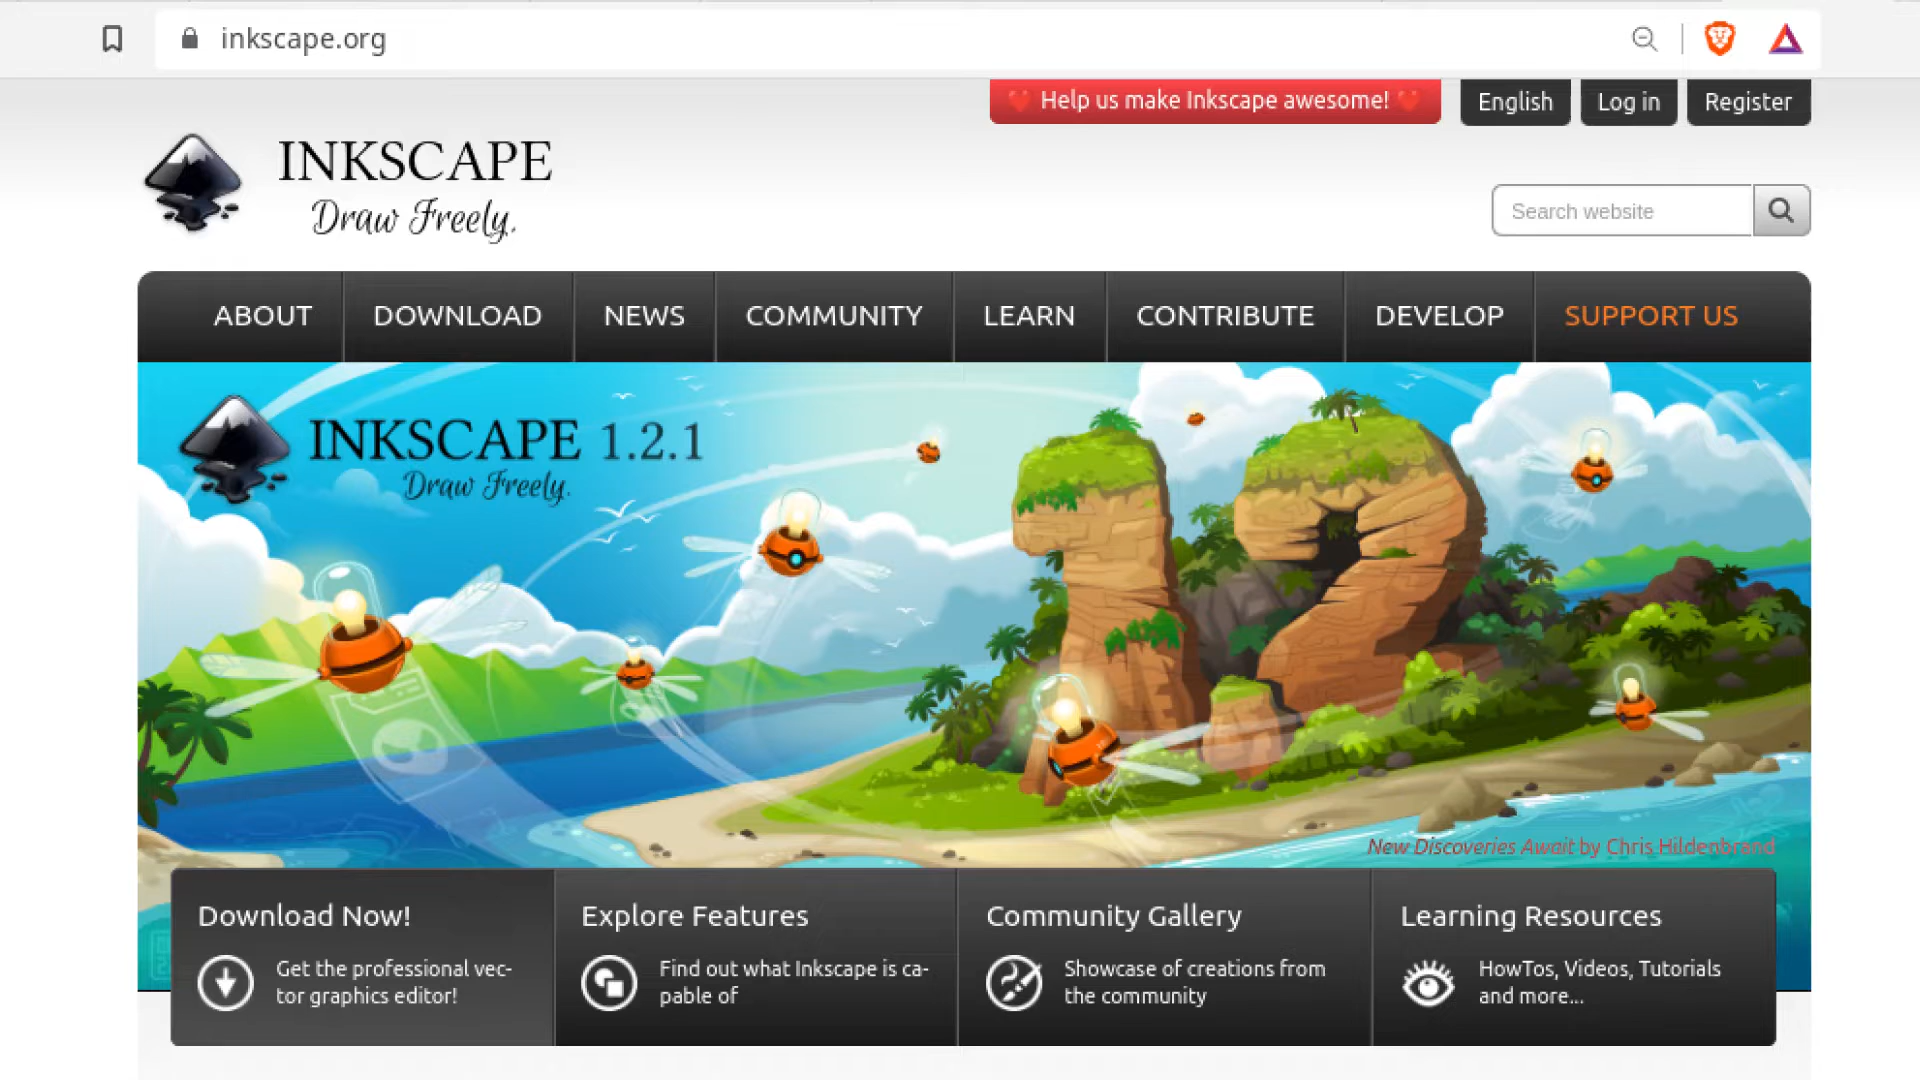 inkscape.org
Help us make Inkscape awesome!
English
Log in
Register
INKSCAPE
Draw Freely.
Search website
ABOUT
DOWNLOAD
NEWS
COMMUNITY
LEARN
CONTRIBUTE
DEVELOP
SUPPORT US
INKSCAPE 1.2.1
Draw Freely.
New Discoveries Await by Chris Hildenbrand
Download Now!
Get the professional vec-
tor graphics editor!
Explore Features
Find out what Inkscape is ca-
pable of
Community Gallery
Showcase of creations from
the community
Learning Resources
HowTos, Videos, Tutorials
and more...